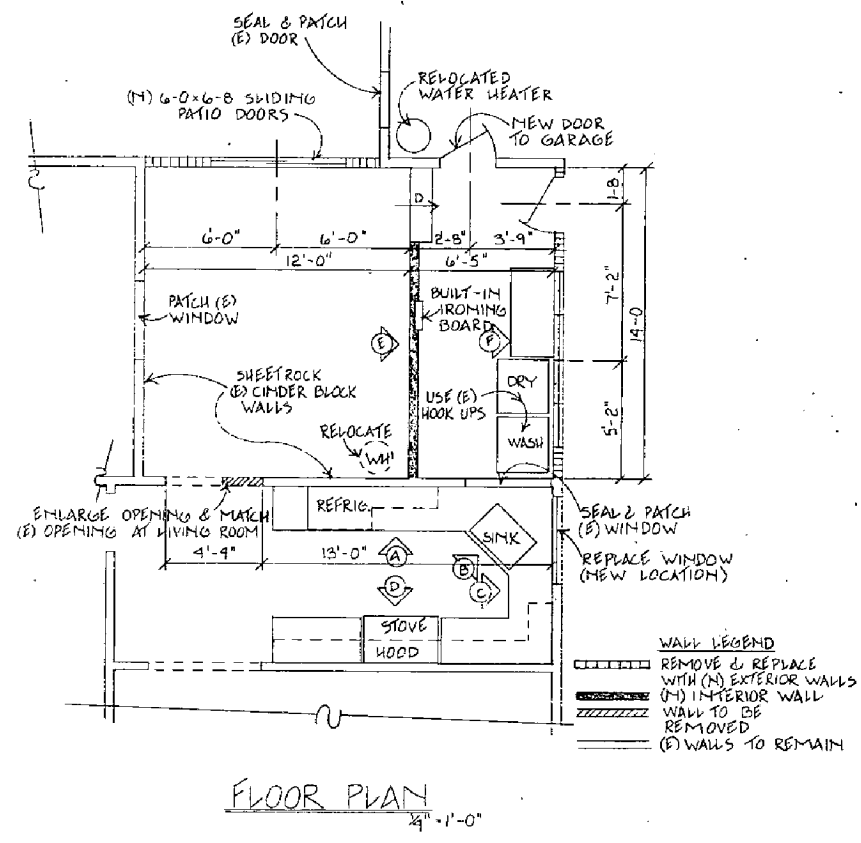 SEAL & PATCH
(E) DOOR
RELOCATED
WATER HEATER
(N) 6-0×6-8 SLIDING
PATIO DOORS
NEW DOOR
TO GARAGE
D
1-8
6'-0"
6'-0"
2'-8"
3'-9"
12'-0"
6'-5"
7'-2"
14-0
PATCH (E)
WINDOW
BUILT-IN
IRONING
BOARD
E
F
SHEETROCK
(E) CINDER BLOCK
WALLS
USE (E)
HOOK UPS
DRY
5'-2"
RELOCATE
WH
WASH
ENLARGE OPENING & MATCH
(E) OPENING AT LIVING ROOM
REFRIG.
SINK
SEAL & PATCH
(E) WINDOW
4'-4"
13'-0"
A
B
REPLACE WINDOW
(NEW LOCATION)
D
C
STOVE
HOOD
WALL LEGEND
REMOVE & REPLACE
WITH (N) EXTERIOR WALLS
(N) INTERIOR WALL
WALL TO BE
REMOVED
(E) WALLS TO REMAIN
FLOOR PLAN
¼"=1'-0"